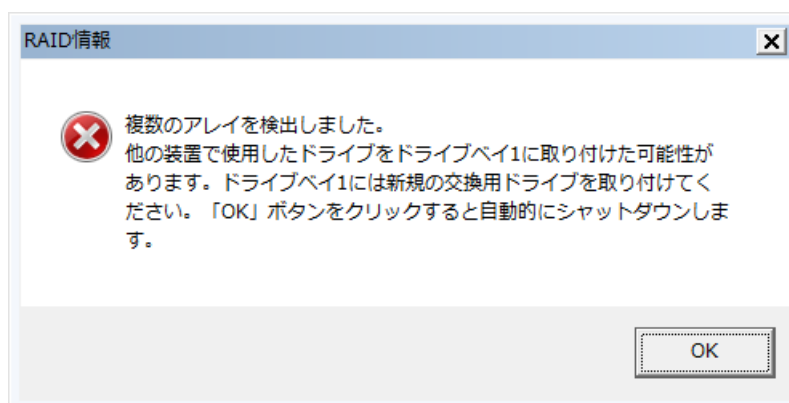 RAID情報
複数のアレイを検出しました。
他の装置で使用したドライブをドライブベイ1に取り付けた可能性が
あります。ドライブベイ1には新規の交換用ドライブを取り付けてく
ださい。「OK」ボタンをクリックすると自動的にシャットダウンしま
す。
OK